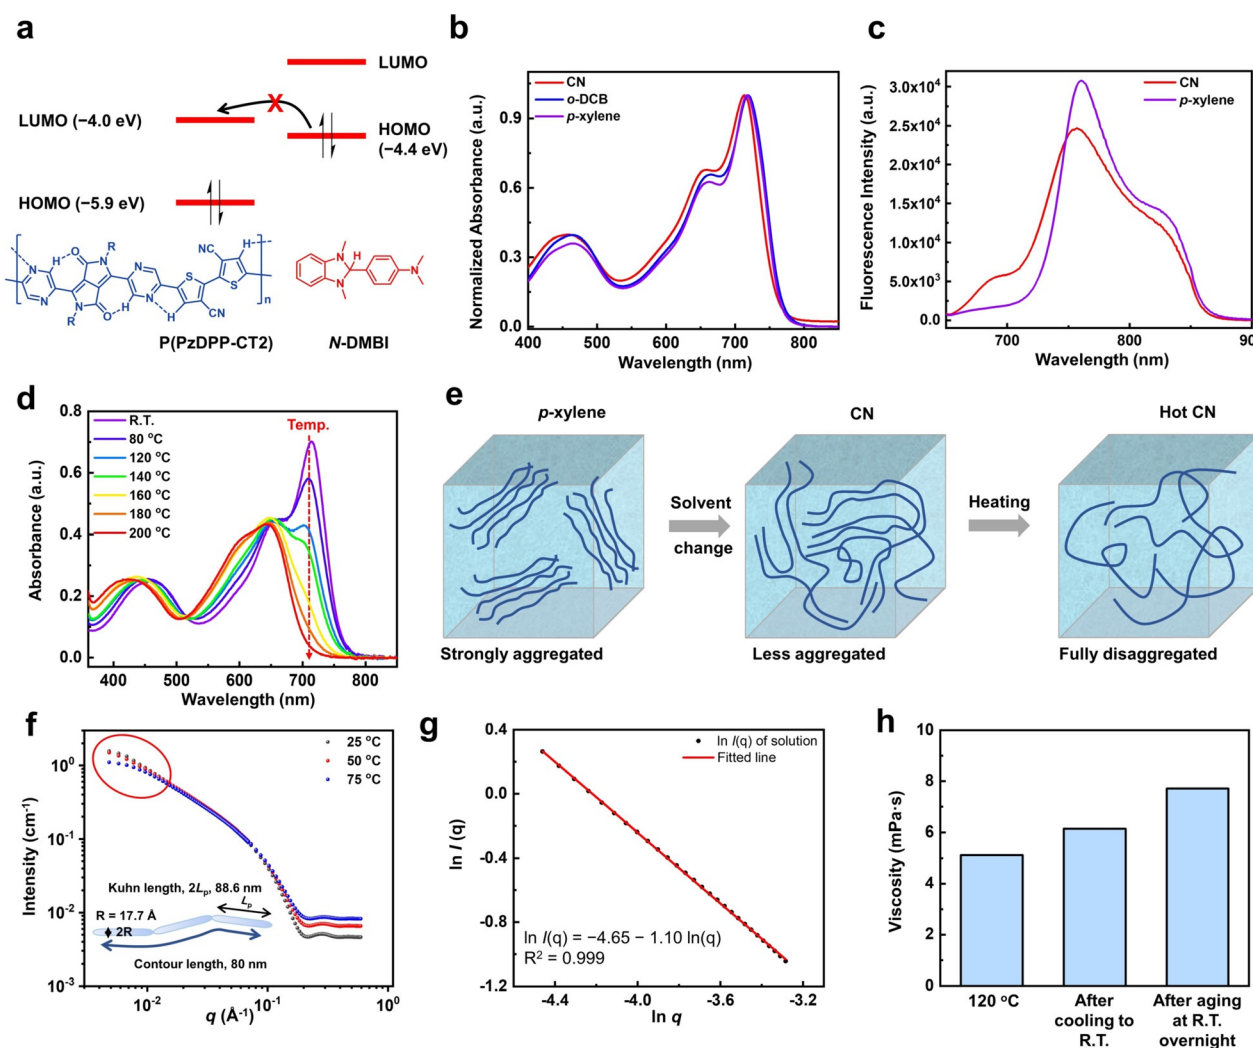 a
LUMO
LUMO (−4.0 eV)
X
HOMO
(−4.4 eV)
HOMO (−5.9 eV)
N
H
O
R
N
N
N
R
O
H
N
H
NC
S
H
S
CN
n
N
H
N
N
P(PzDPP-CT2)
N-DMBI
b
Normalized Absorbance (a.u.)
CN
o-DCB
p-xylene
0.9
0.6
0.3
0.0
400
500
600
700
800
Wavelength (nm)
c
Fluorescence Intensity (a.u.)
CN
p-xylene
3.0x10⁴
2.5x10⁴
2.0x10⁴
1.5x10⁴
1.0x10⁴
5.0x10³
0.0
700
800
90
Wavelength (nm)
d
Absorbance (a.u.)
R.T.
80 °C
120 °C
140 °C
160 °C
180 °C
200 °C
Temp.
0.8
0.6
0.4
0.2
0.0
400
500
600
700
800
Wavelength (nm)
e
p-xylene
CN
Hot CN
Solvent
change
Heating
Strongly aggregated
Less aggregated
Fully disaggregated
f
Intensity (cm⁻¹)
25 °C
50 °C
75 °C
10⁰
10⁻¹
10⁻²
10⁻³
Kuhn length, 2Lₚ, 88.6 nm
Lₚ
R = 17.7 Å
2R
Contour length, 80 nm
10⁻²
10⁻¹
10⁰
q (Å⁻¹)
g
ln I (q)
ln I(q) of solution
Fitted line
0.4
0.0
-0.4
-0.8
-1.2
ln I(q) = −4.65 − 1.10 ln(q)
R² = 0.999
-4.4
-4.0
-3.6
-3.2
ln q
h
Viscosity (mPa·s)
10
8
6
4
2
0
120 °C
After
cooling to
R.T.
After aging
at R.T.
overnight